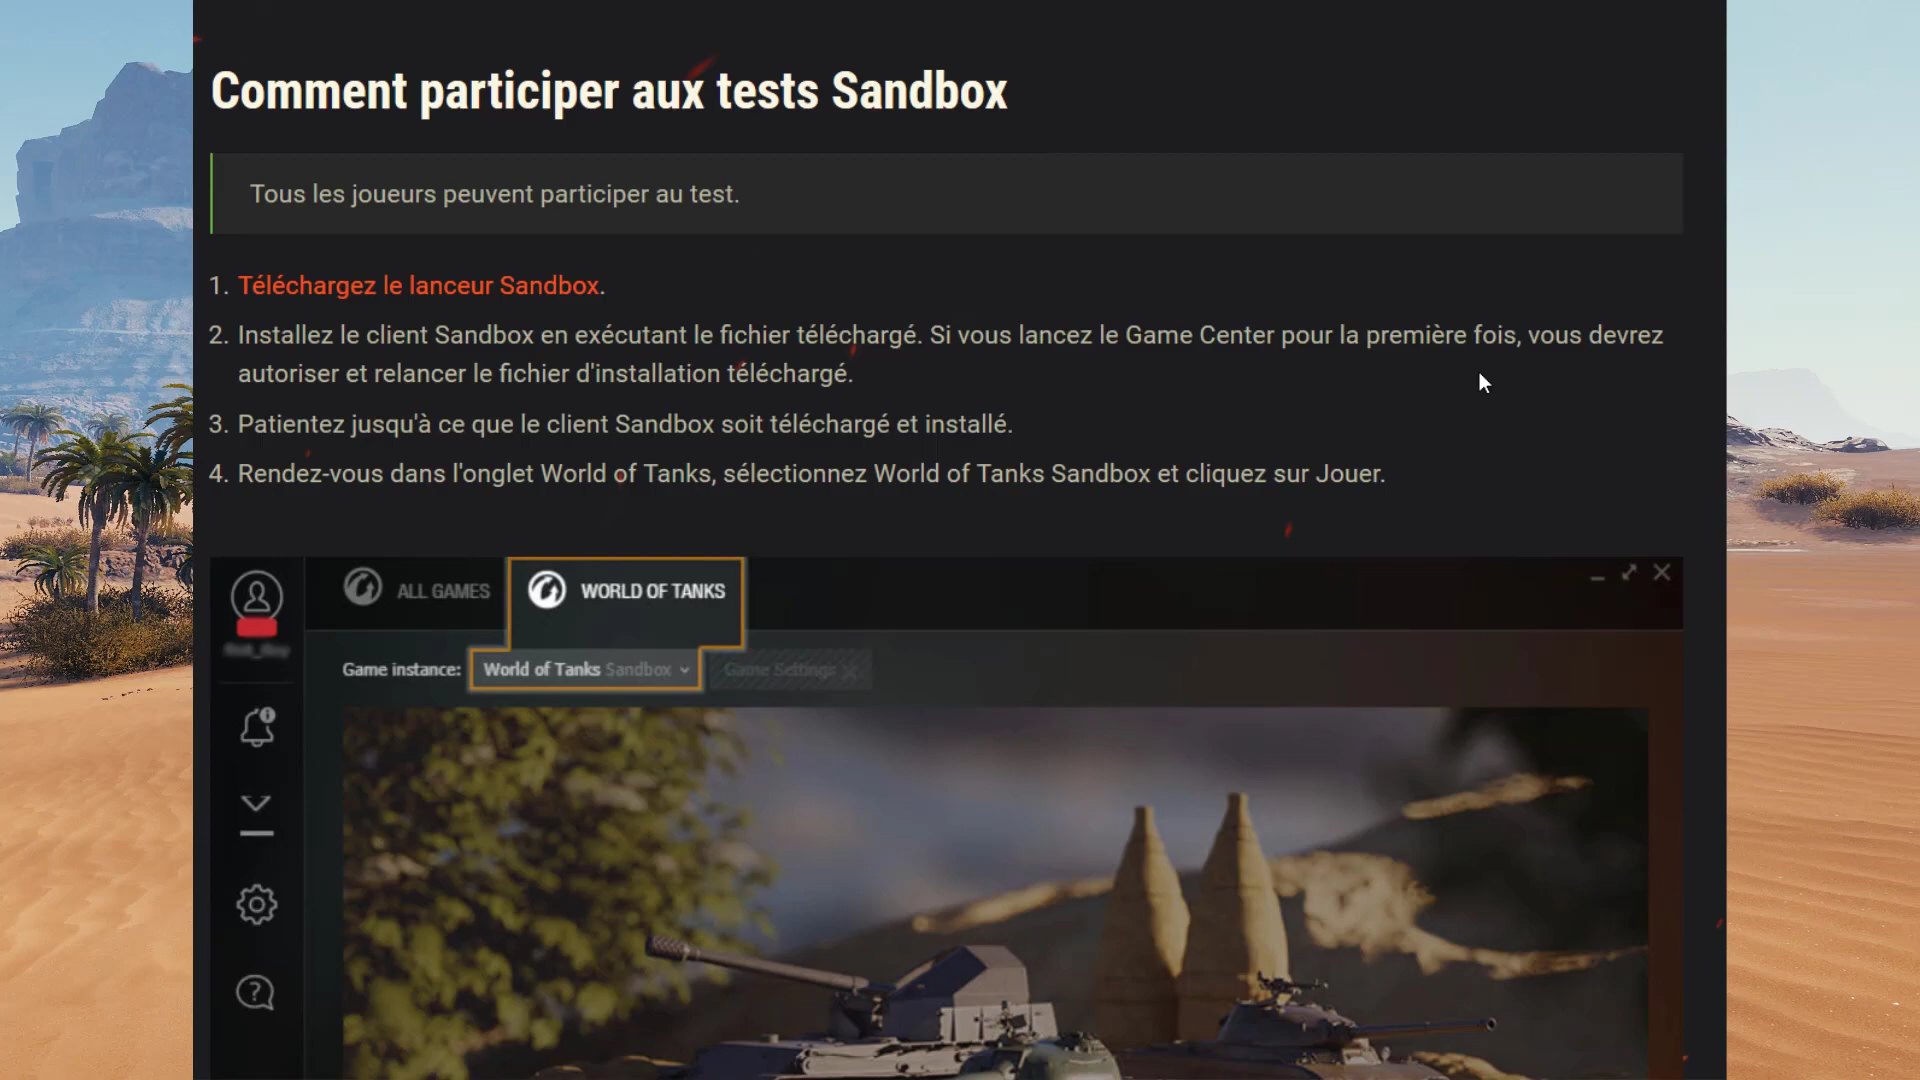 Comment participer aux tests Sandbox
Tous les joueurs peuvent participer au test.
1. Téléchargez le lanceur Sandbox.
2. Installez le client Sandbox en exécutant le fichier téléchargé. Si vous lancez le Game Center pour la première fois, vous devrez
autoriser et relancer le fichier d'installation téléchargé.
3. Patientez jusqu'à ce que le client Sandbox soit téléchargé et installé.
4. Rendez-vous dans l'onglet World of Tanks, sélectionnez World of Tanks Sandbox et cliquez sur Jouer.
ALL GAMES
WORLD OF TANKS
Game instance: World of Tanks Sandbox
Game Settings